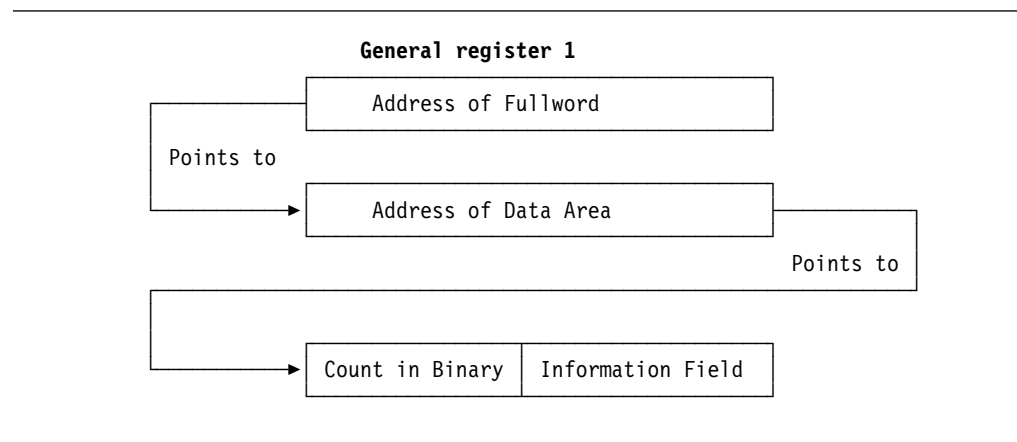 General register 1
Address of Fullword
Points to
Address of Data Area
Points to
Count in Binary Information Field